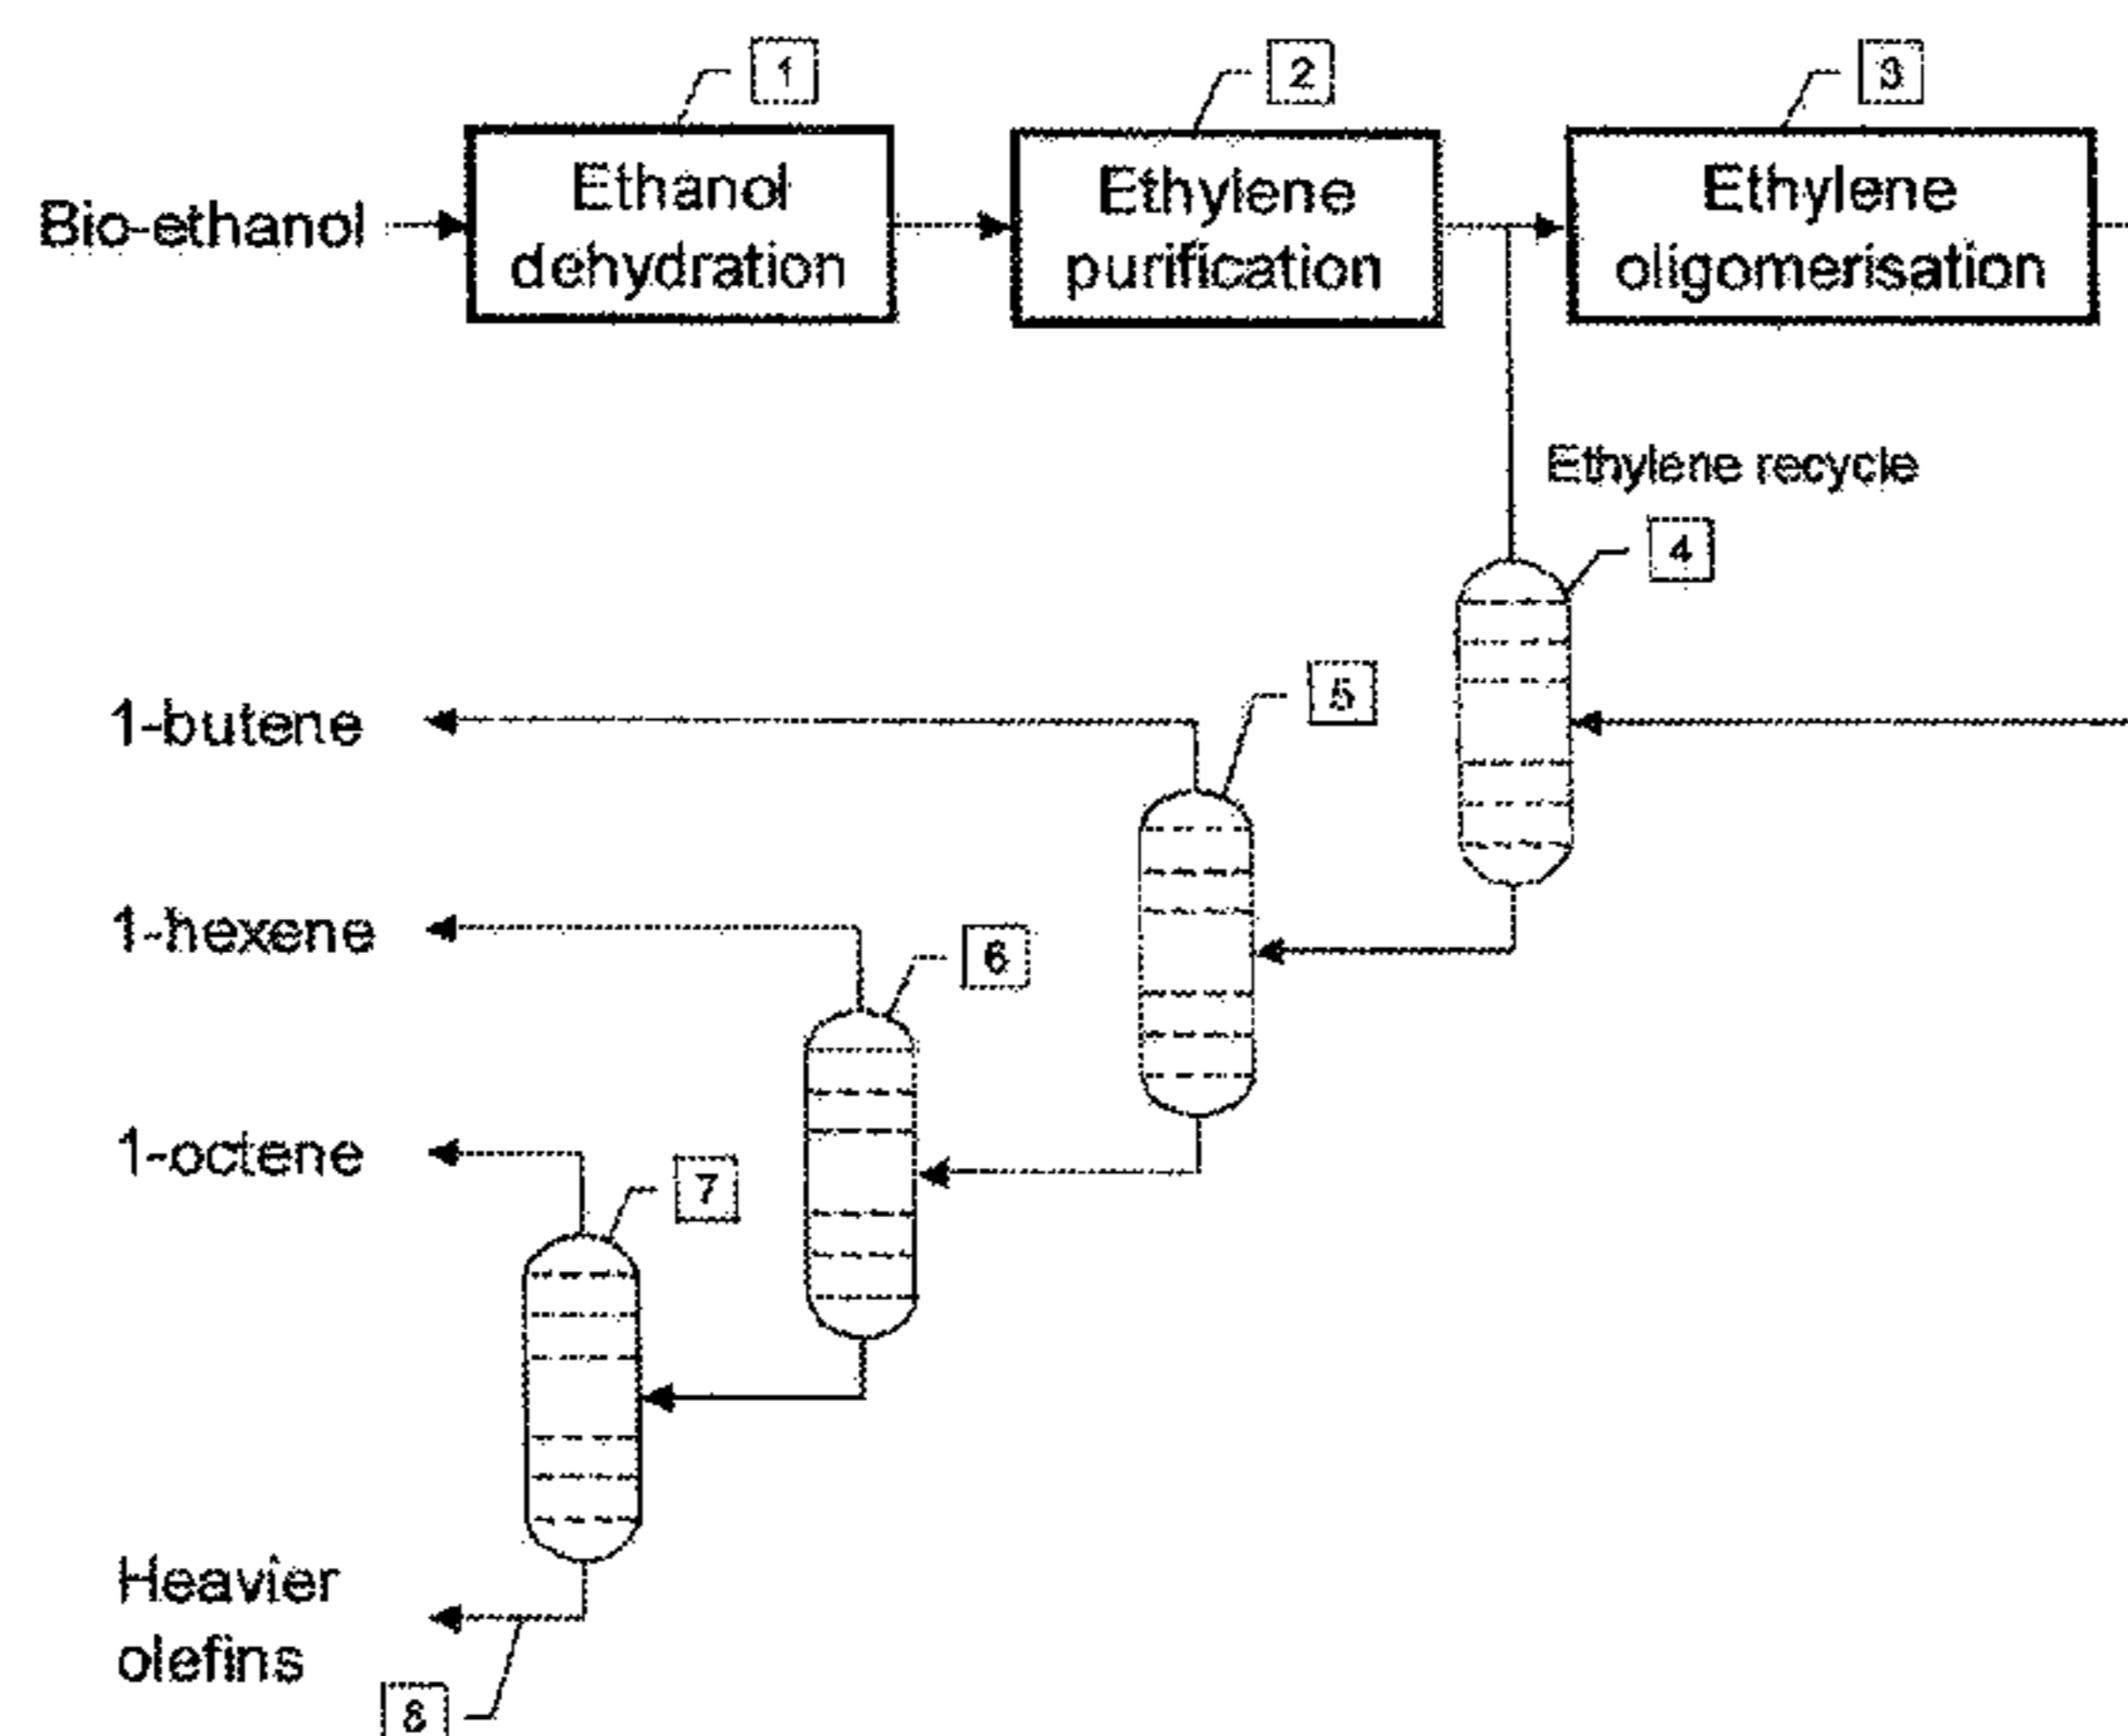 1
2
3
Bio-ethanol
Ethanol
dehydration
Ethylene
purification
Ethylene
oligomerisation
Ethylene recycle
4
5
1-butene
1-hexene
6
1-octene
7
Heavier
olefins
8